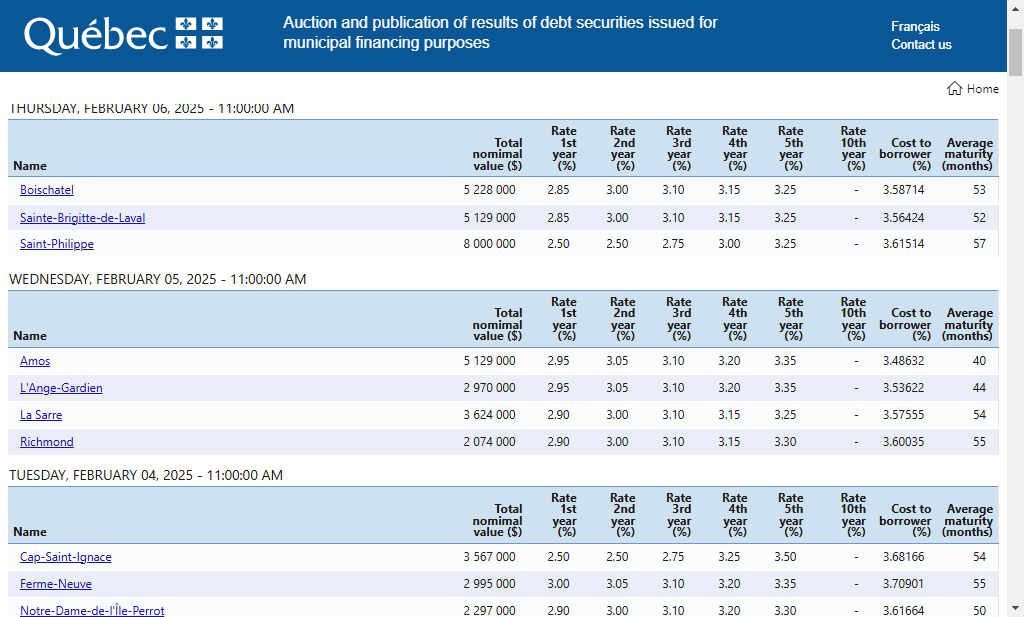 Québec
Auction and publication of results of debt securities issued for
municipal financing purposes
Français
Contact us
Home
THURSDAY, FEBRUARY 06, 2025 - 11:00:00 AM
Name Total nomimal value ($) Rate 1st year (%) Rate 2nd year (%) Rate 3rd year (%) Rate 4th year (%) Rate 5th year (%) Rate 10th year (%) Cost to borrower (%) Average maturity (months)
Boischatel 5 228 000 2.85 3.00 3.10 3.15 3.25 - 3.58714 53
Sainte-Brigitte-de-Laval 5 129 000 2.85 3.00 3.10 3.15 3.25 - 3.56424 52
Saint-Philippe 8 000 000 2.50 2.50 2.75 3.00 3.25 - 3.61514 57
WEDNESDAY, FEBRUARY 05, 2025 - 11:00:00 AM
Name Total nomimal value ($) Rate 1st year (%) Rate 2nd year (%) Rate 3rd year (%) Rate 4th year (%) Rate 5th year (%) Rate 10th year (%) Cost to borrower (%) Average maturity (months)
Amos 5 129 000 2.95 3.05 3.10 3.20 3.35 - 3.48632 40
L'Ange-Gardien 2 970 000 2.95 3.05 3.10 3.20 3.35 - 3.53622 44
La Sarre 3 624 000 2.90 3.00 3.10 3.15 3.25 - 3.57555 54
Richmond 2 074 000 2.90 3.00 3.10 3.15 3.30 - 3.60035 55
TUESDAY, FEBRUARY 04, 2025 - 11:00:00 AM
Name Total nomimal value ($) Rate 1st year (%) Rate 2nd year (%) Rate 3rd year (%) Rate 4th year (%) Rate 5th year (%) Rate 10th year (%) Cost to borrower (%) Average maturity (months)
Cap-Saint-Ignace 3 567 000 2.50 2.50 2.75 3.25 3.50 - 3.68166 54
Ferme-Neuve 2 995 000 3.00 3.05 3.10 3.20 3.35 - 3.70901 55
Notre-Dame-de-l'Île-Perrot 2 297 000 2.90 3.00 3.10 3.20 3.30 - 3.61664 50